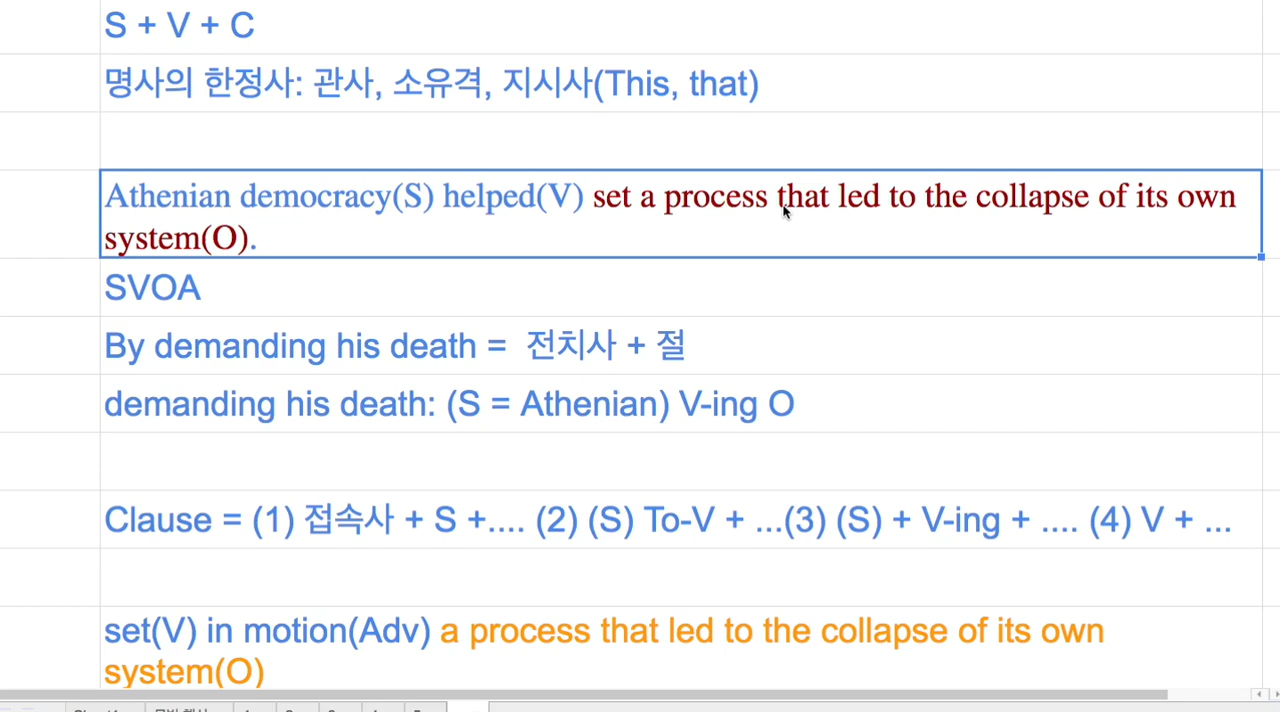 S + V + C
명사의 한정사: 관사, 소유격, 지시사(This, that)
Athenian democracy(S) helped(V) set a process that led to the collapse of its own
system(O).
SVOA
By demanding his death = 전치사 + 절
demanding his death: (S = Athenian) V-ing O
Clause = (1) 접속사 + S +.... (2) (S) To-V + ...(3) (S) + V-ing + .... (4) V + ...
set(V) in motion(Adv) a process that led to the collapse of its own
system(O)